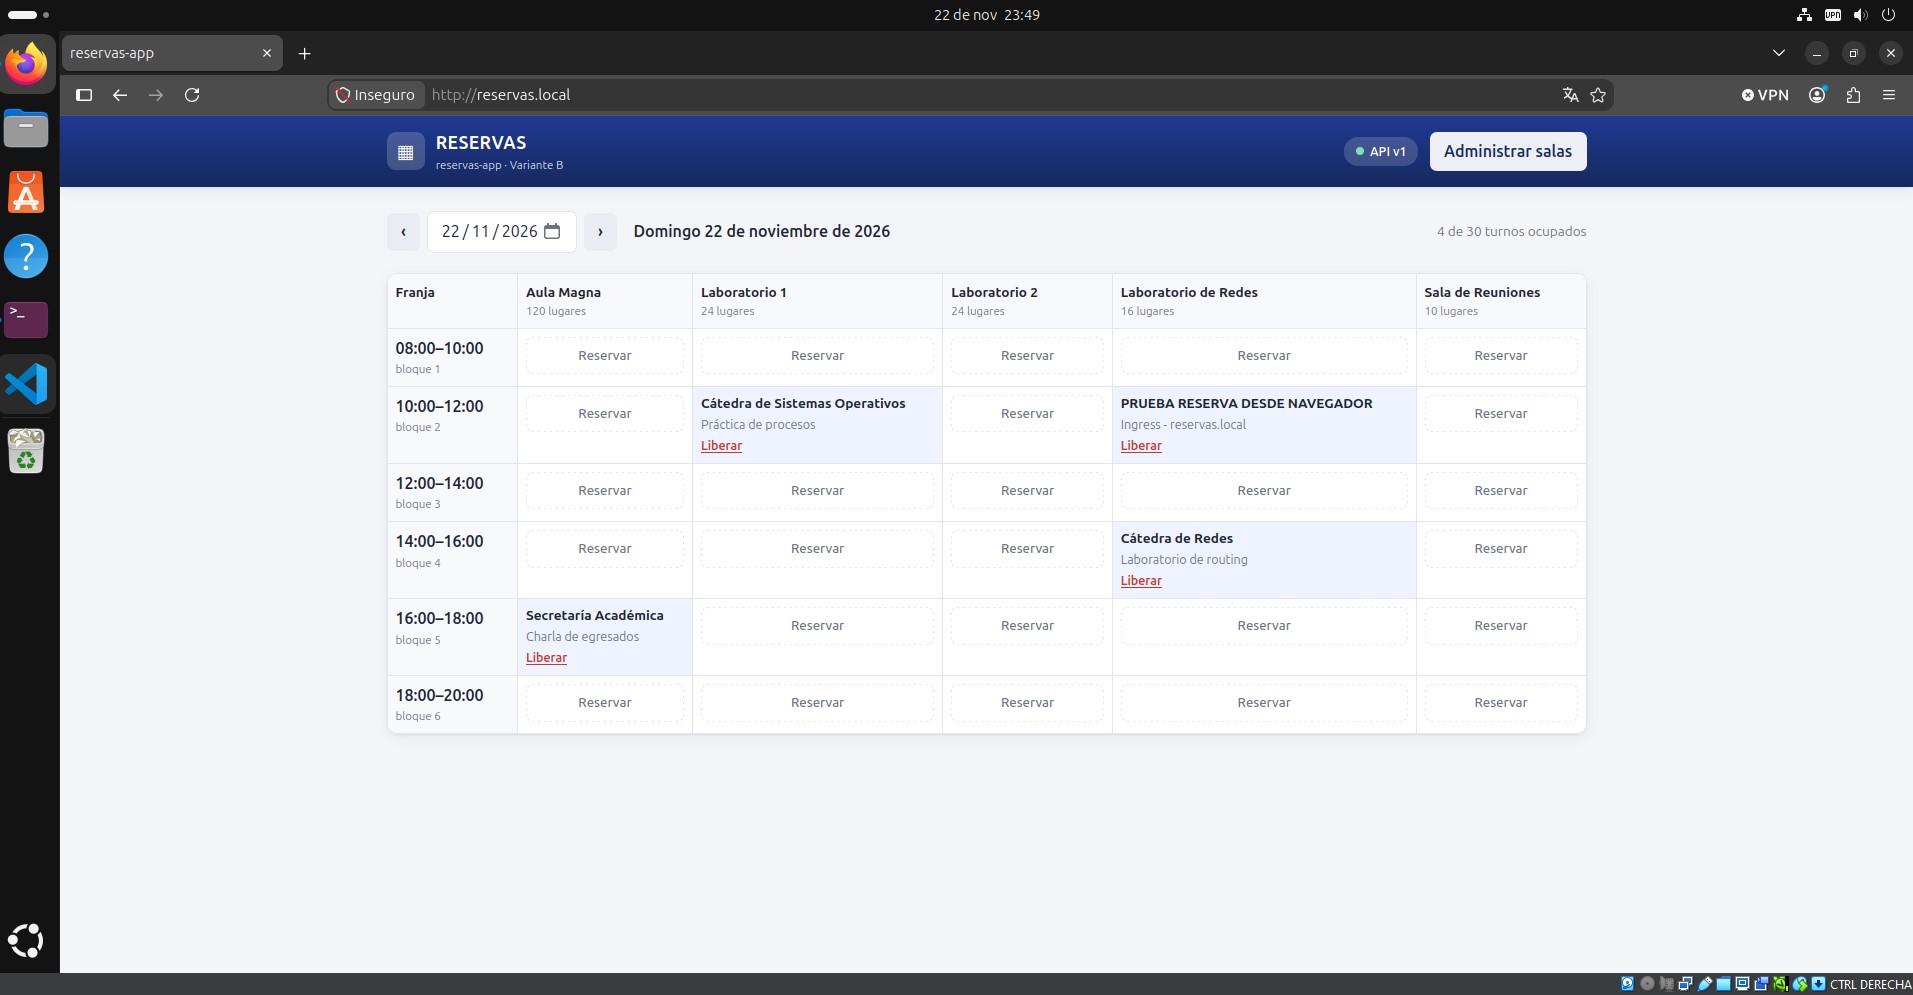 22 de nov 23:49
VPN
reservas-app
Inseguro http://reservas.local
VPN
RESERVAS
reservas-app · Variante B
API v1
Administrar salas
22/11/2026
Domingo 22 de noviembre de 2026
4 de 30 turnos ocupados
Franja Aula Magna Laboratorio 1 Laboratorio 2 Laboratorio de Redes Sala de Reuniones
120 lugares 24 lugares 24 lugares 16 lugares 10 lugares
08:00–10:00 Reservar Reservar Reservar Reservar Reservar
bloque 1
10:00–12:00 Reservar Cátedra de Sistemas Operativos Reservar PRUEBA RESERVA DESDE NAVEGADOR Reservar
bloque 2 Práctica de procesos Ingress - reservas.local
Liberar Liberar
12:00–14:00 Reservar Reservar Reservar Reservar Reservar
bloque 3
14:00–16:00 Reservar Reservar Reservar Cátedra de Redes Reservar
bloque 4 Laboratorio de routing
Liberar
16:00–18:00 Secretaría Académica Reservar Reservar Reservar Reservar
bloque 5 Charla de egresados
Liberar
18:00–20:00 Reservar Reservar Reservar Reservar Reservar
bloque 6
CTRL DERECHA